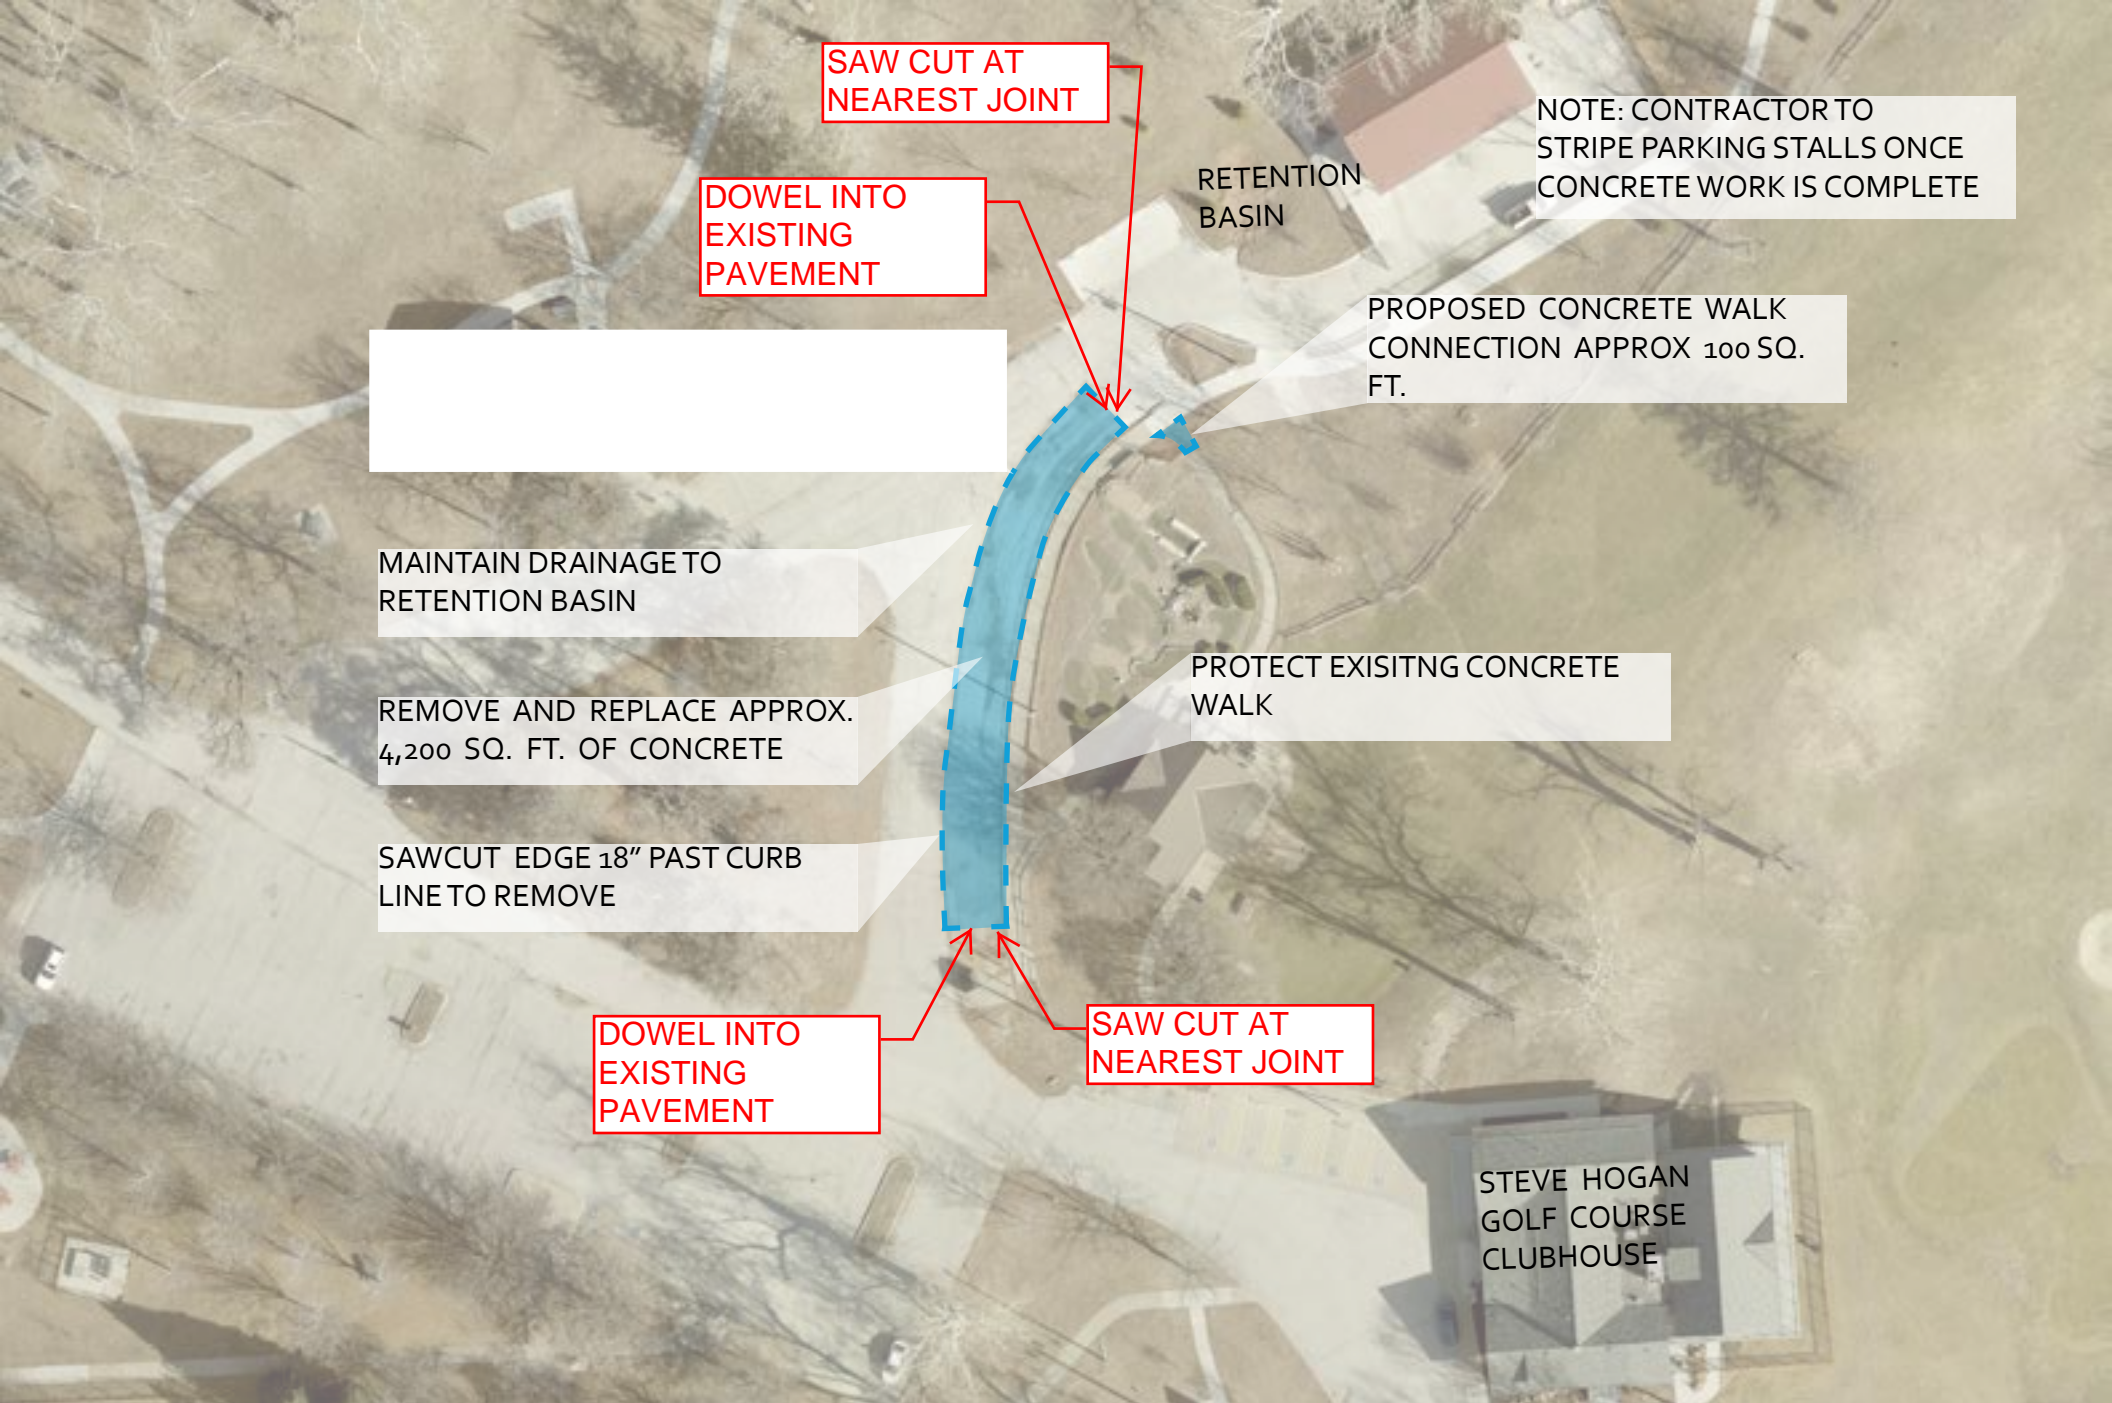 SAW CUT AT
NEAREST JOINT
NOTE: CONTRACTOR TO
STRIPE PARKING STALLS ONCE
CONCRETE WORK IS COMPLETE
RETENTION
BASIN
DOWEL INTO
EXISTING
PAVEMENT
PROPOSED CONCRETE WALK
CONNECTION APPROX 100 SQ.
FT.
MAINTAIN DRAINAGE TO
RETENTION BASIN
PROTECT EXISITNG CONCRETE
WALK
REMOVE AND REPLACE APPROX.
4,200 SQ. FT. OF CONCRETE
SAWCUT EDGE 18” PAST CURB
LINE TO REMOVE
DOWEL INTO
EXISTING
PAVEMENT
SAW CUT AT
NEAREST JOINT
STEVE HOGAN
GOLF COURSE
CLUBHOUSE